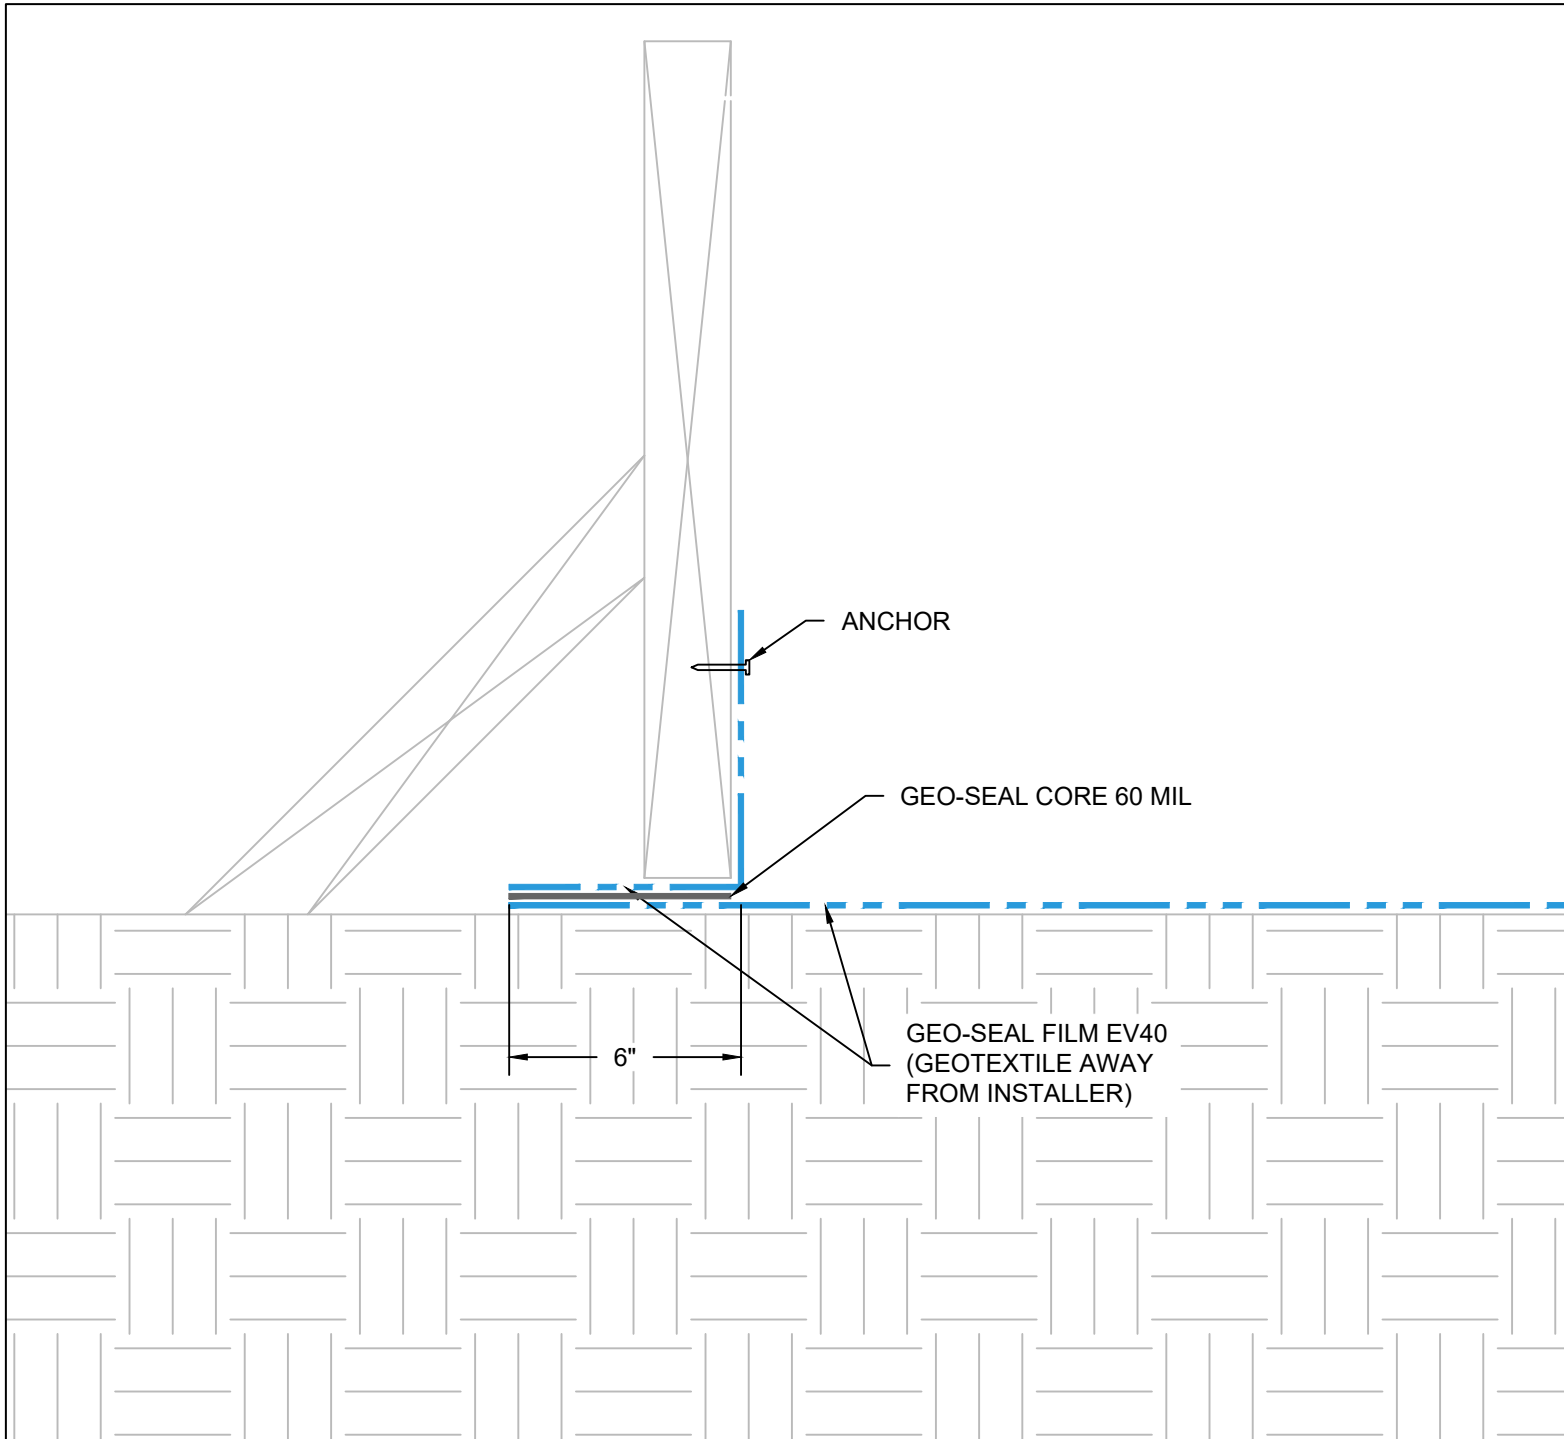 ANCHOR
GEO-SEAL CORE 60 MIL
GEO-SEAL FILM EV40
(GEOTEXTILE AWAY
FROM INSTALLER)
6"